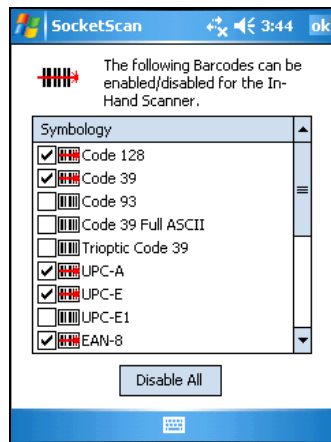 SocketScan 3:44 ok
The following Barcodes can be
enabled/disabled for the In-
Hand Scanner.
Symbology
Code 128
Code 39
Code 93
Code 39 Full ASCII
Trioptic Code 39
UPC-A
UPC-E
UPC-E1
EAN-8
Disable All